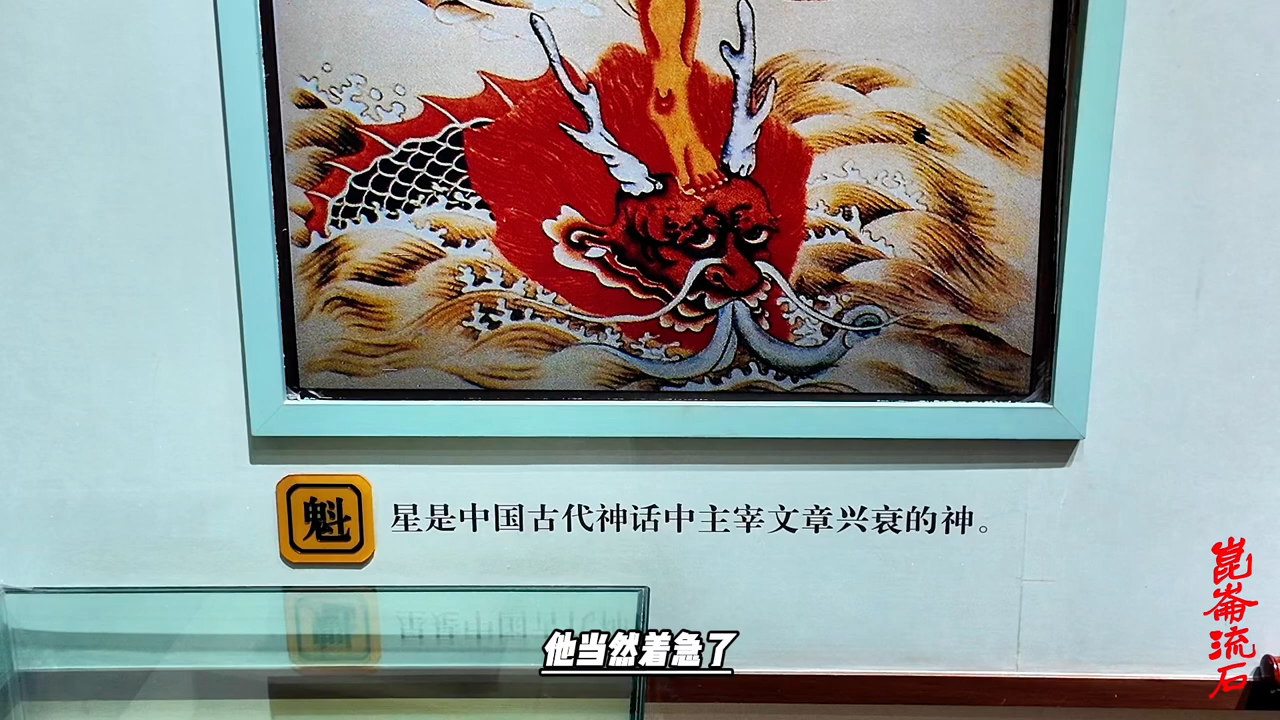 魁星是中国古代神话中主宰文章兴衰的神。
他当然着急了
崑崙流石